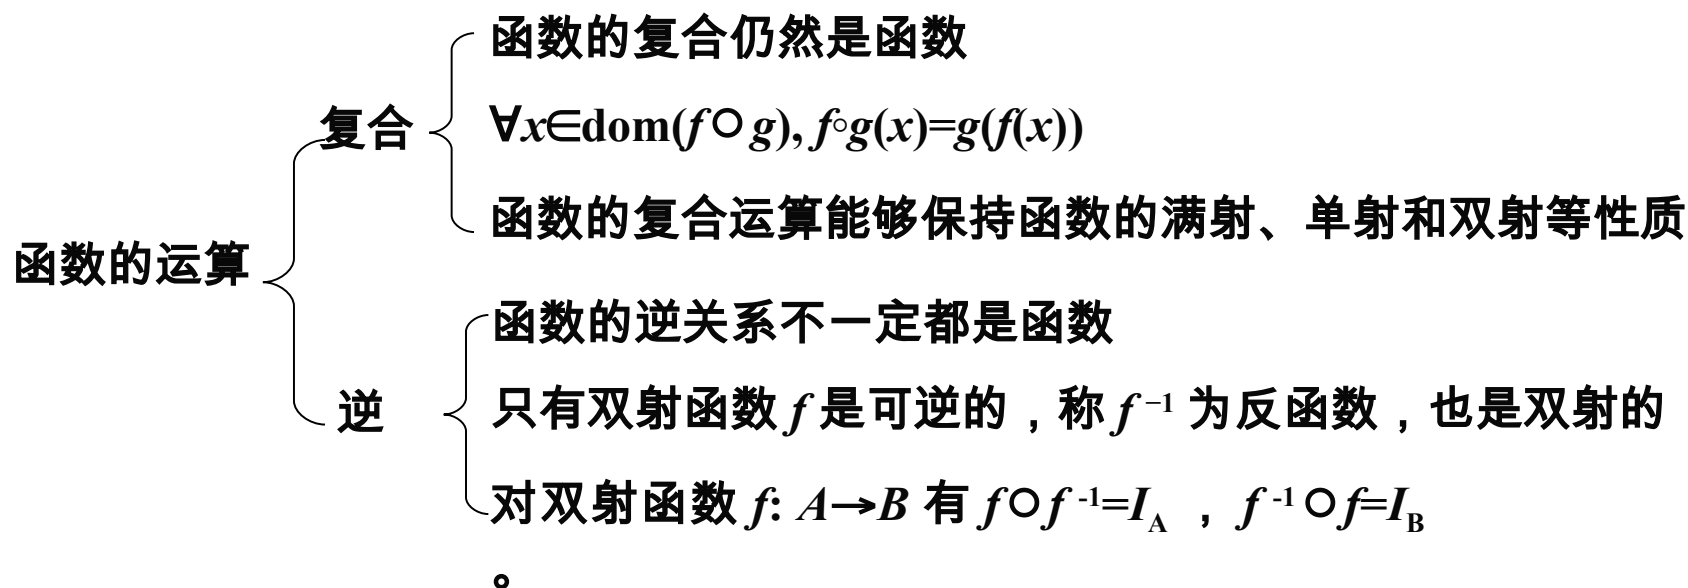 函数的运算
复合
函数的复合仍然是函数
∀x∈dom(f○g), f∘g(x)=g(f(x))
函数的复合运算能够保持函数的满射、单射和双射等性质
逆
函数的逆关系不一定都是函数
只有双射函数 f 是可逆的，称 f⁻¹ 为反函数，也是双射的
对双射函数 f: A→B 有 f○f⁻¹=I_A ，f⁻¹○f=I_B
。